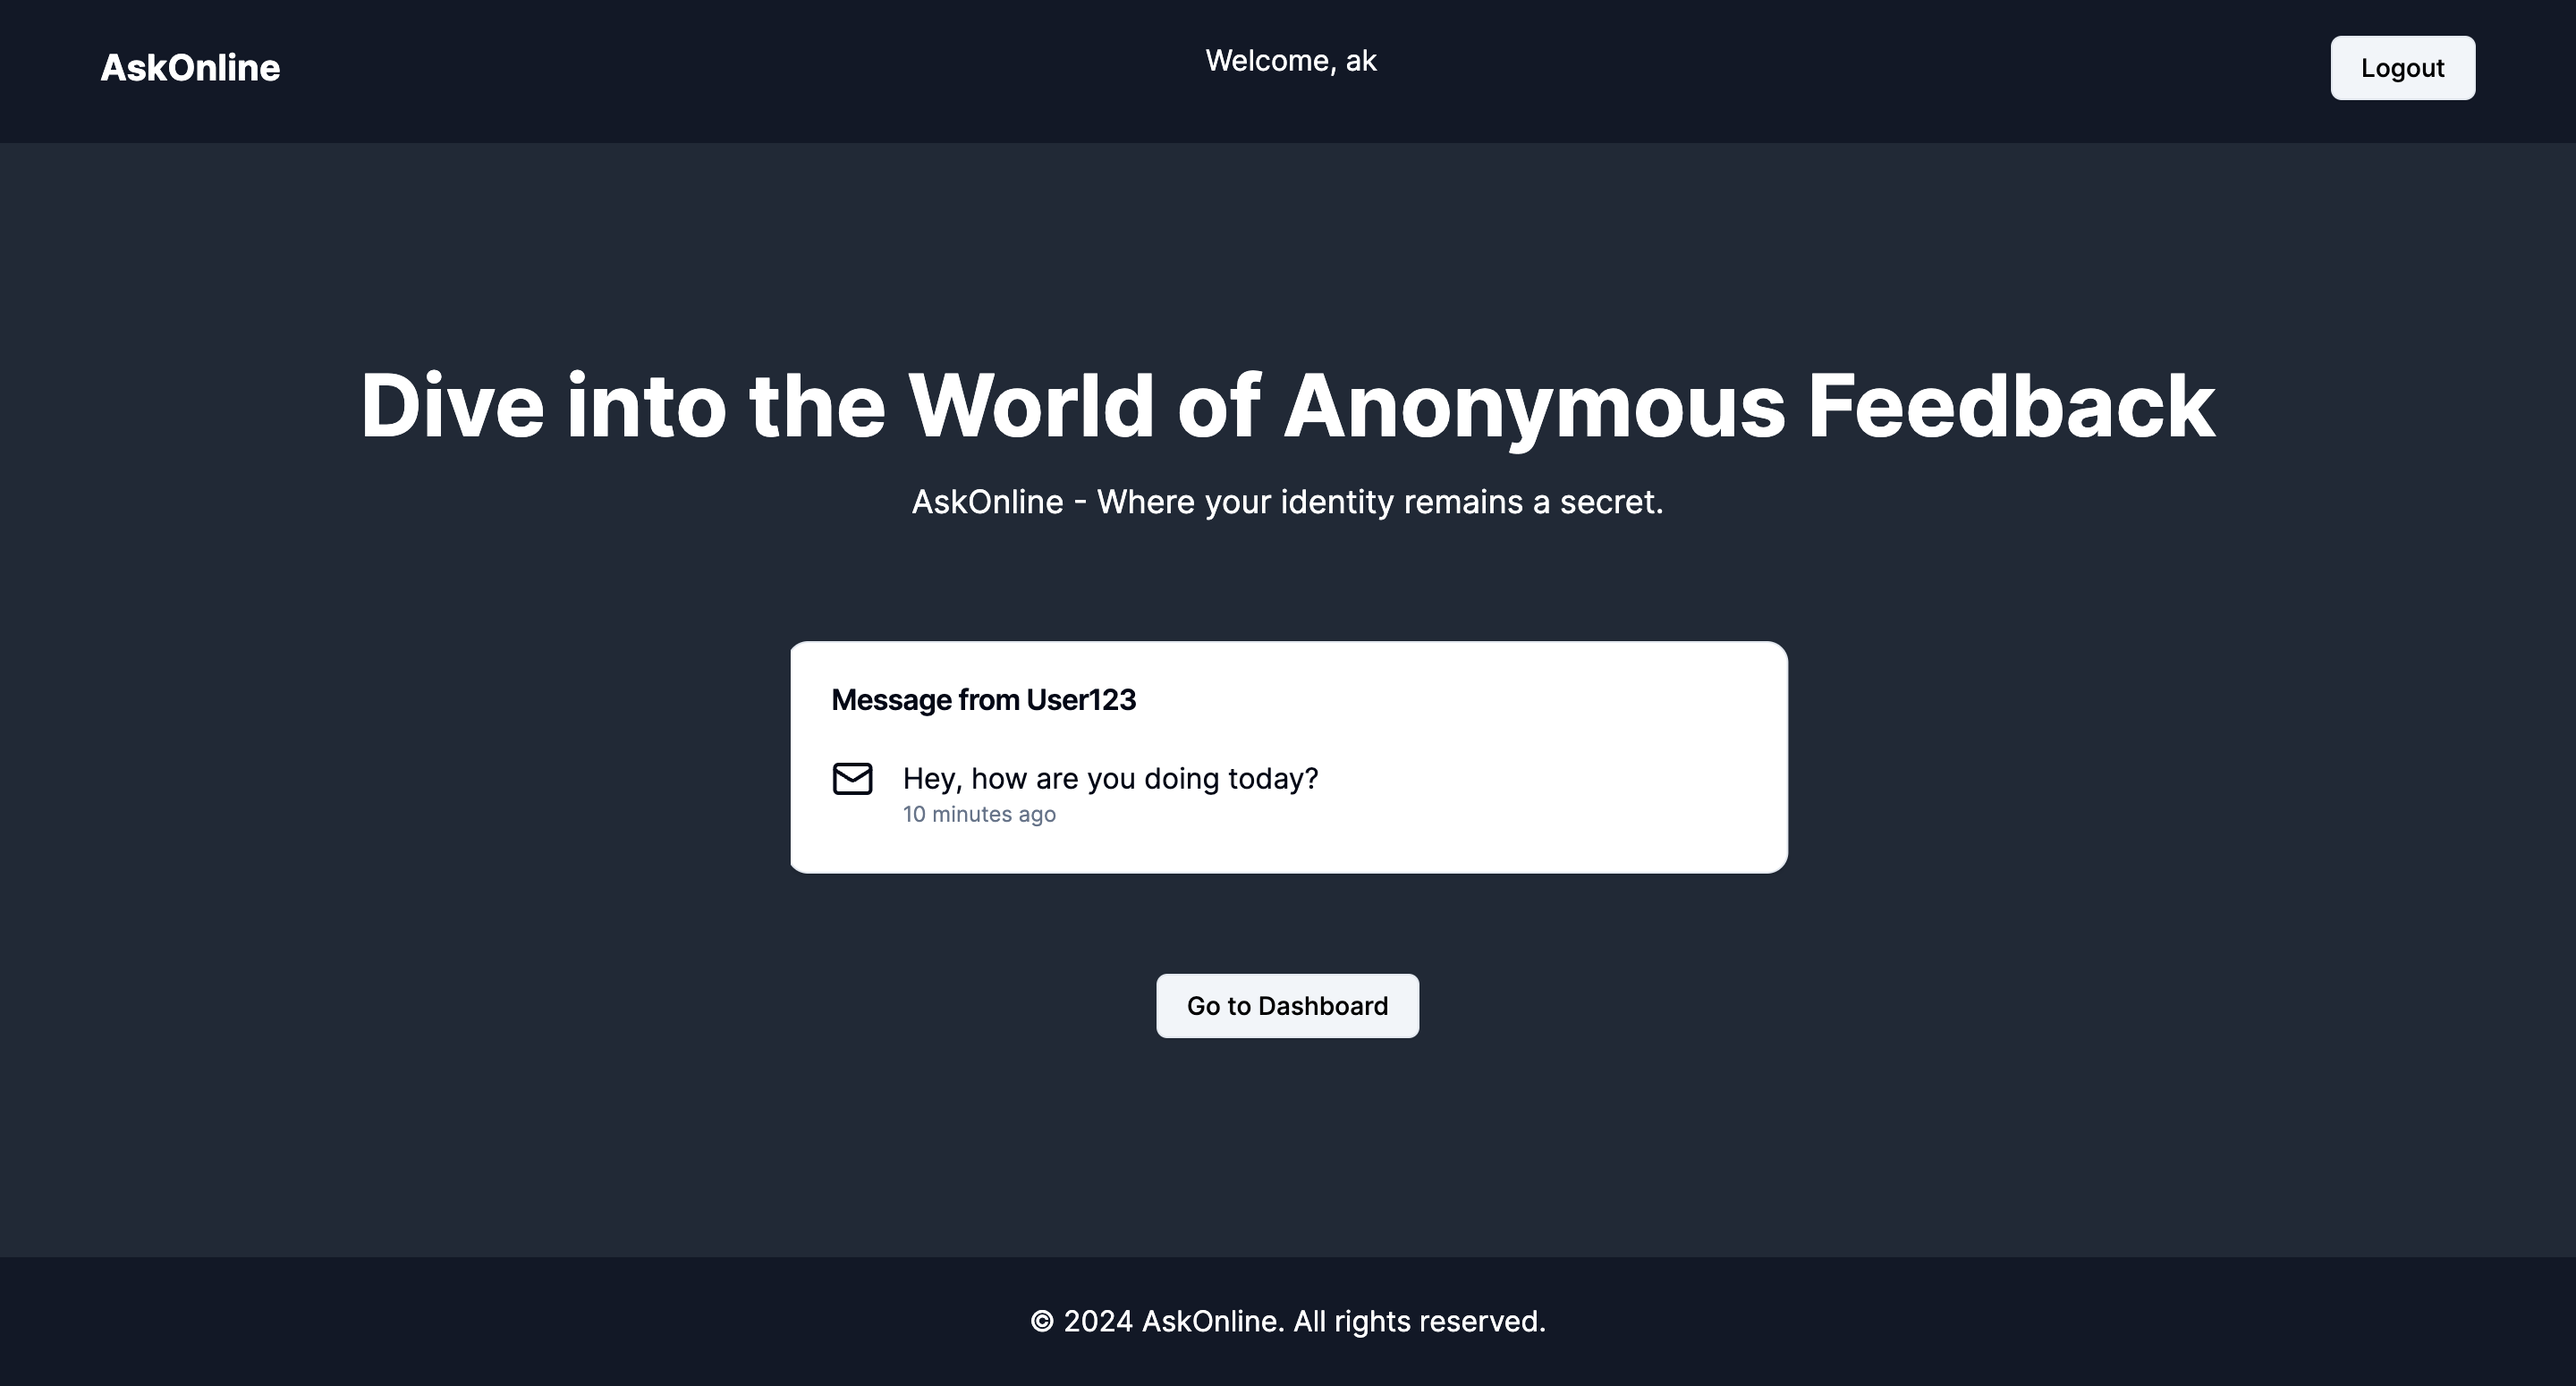 AskOnline
Welcome, ak
Logout
Dive into the World of Anonymous Feedback
AskOnline - Where your identity remains a secret.
Message from User123
Hey, how are you doing today?
10 minutes ago
Go to Dashboard
© 2024 AskOnline. All rights reserved.